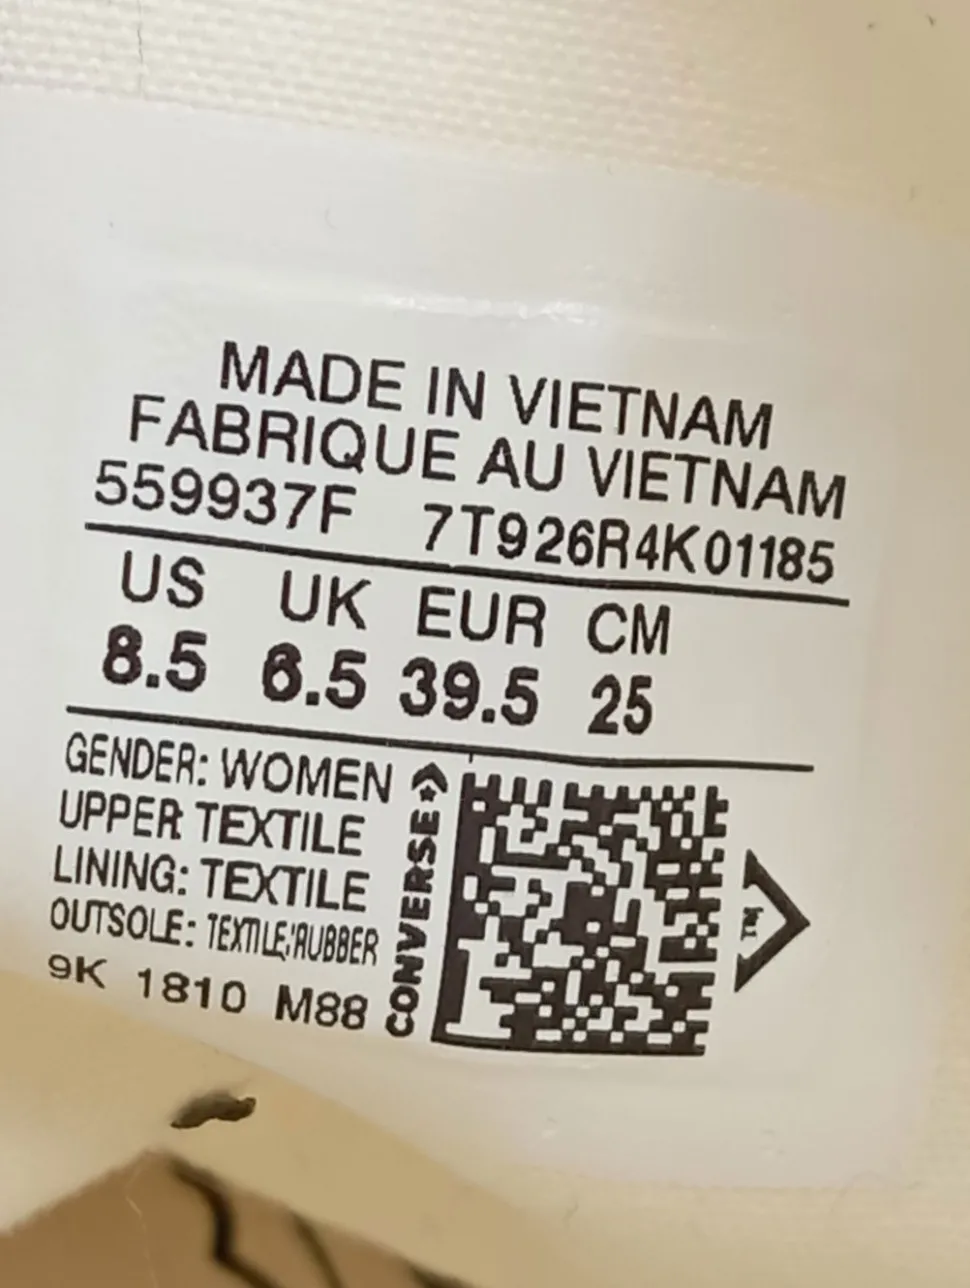 MADE IN VIETNAM
FABRIQUE AU VIETNAM
559937F 7T926R4K01185
US UK EUR CM
8.5 6.5 39.5 25
GENDER: WOMEN
UPPER: TEXTILE
LINING: TEXTILE
OUTSOLE: TEXTILE/RUBBER
9K 1810 M88
CONVERSE